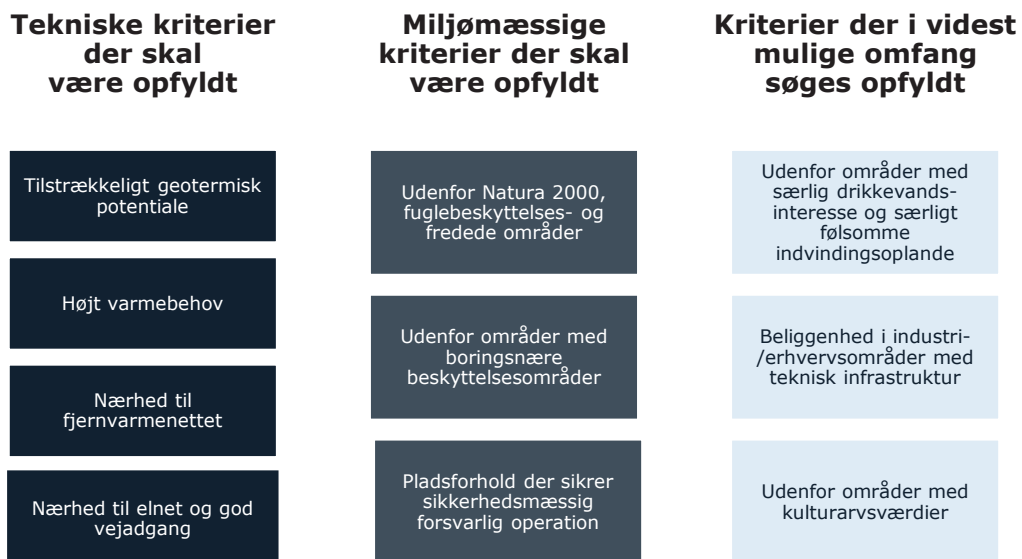 Tekniske kriterier
der skal
være opfyldt
Tilstrækkeligt geotermisk
potentiale
Højt varmebehov
Nærhed til
fjernvarmenettet
Nærhed til elnet og god
vejadgang
Miljømæssige
kriterier der skal
være opfyldt
Udenfor Natura 2000,
fuglebeskyttelses- og
fredede områder
Udenfor områder med
boringsnære
beskyttelsesområder
Pladsforhold der sikrer
sikkerhedsmæssig
forsvarlig operation
Kriterier der i videst
mulige omfang
søges opfyldt
Udenfor områder med
særlig drikkevands-
interesse og særligt
følsomme
indvindingsoplande
Beliggenhed i industri-
/erhvervsområder med
teknisk infrastruktur
Udenfor områder med
kulturarvsværdier